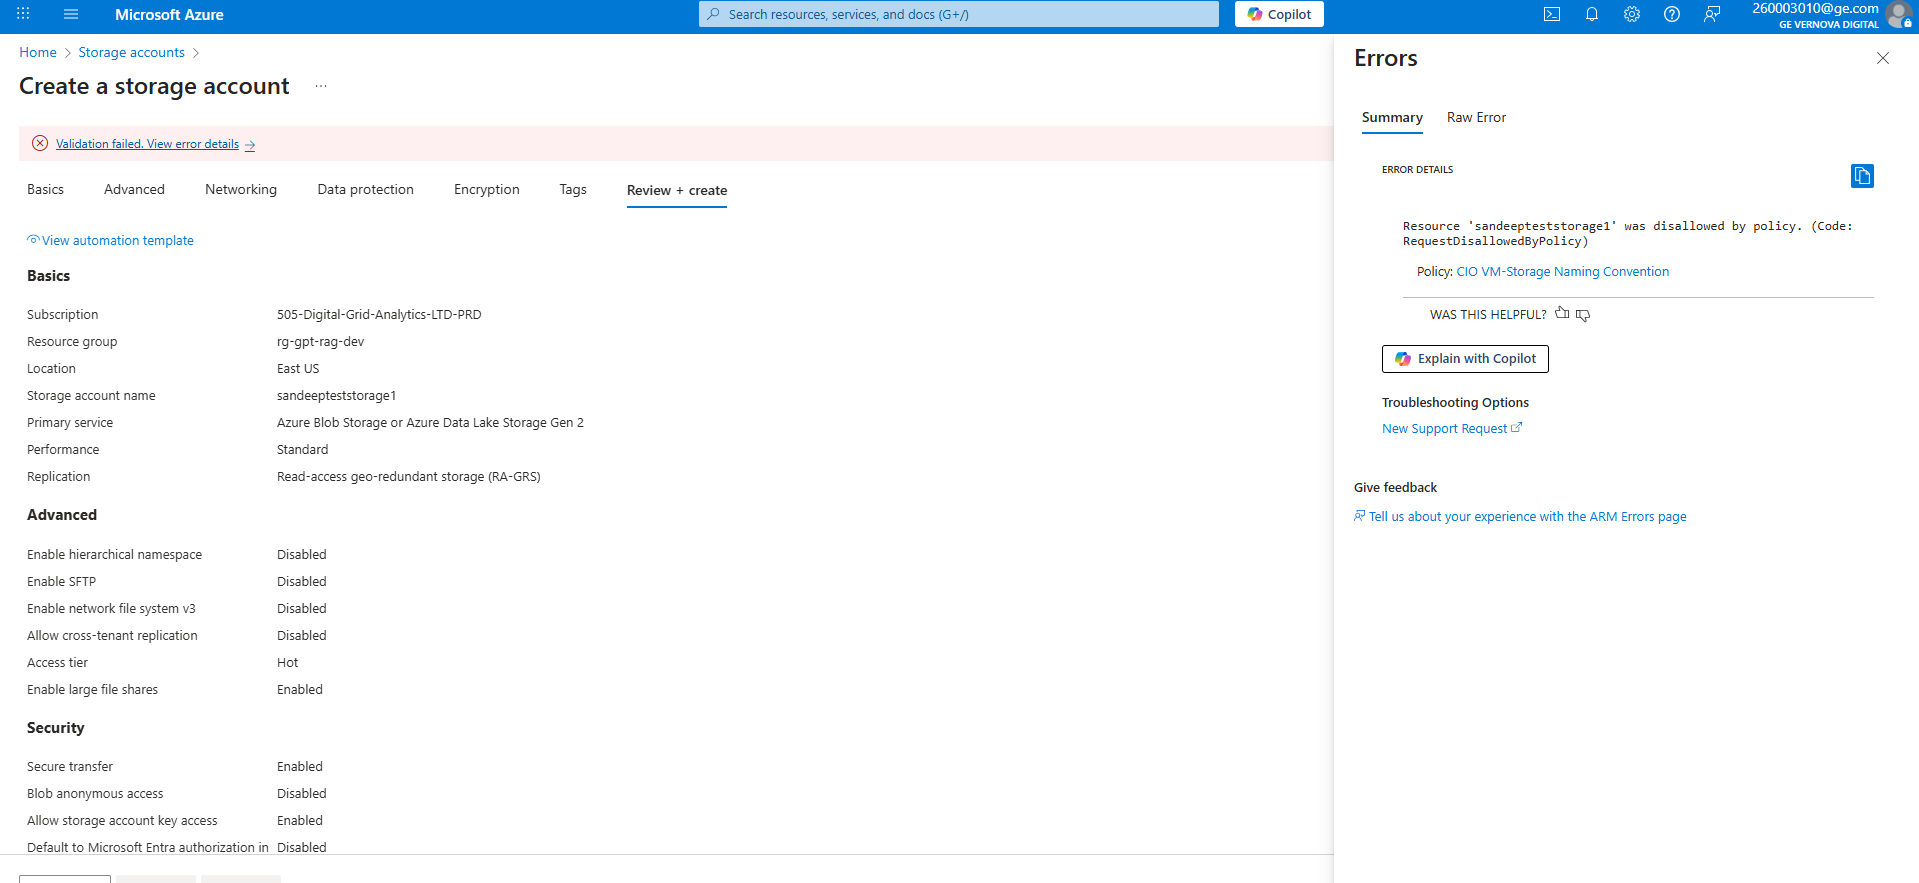 Microsoft Azure
Search resources, services, and docs (G+/)
Copilot
260003010@ge.com
GE VERNOVA DIGITAL
Home > Storage accounts >
Create a storage account ...
Validation failed. View error details →
Basics Advanced Networking Data protection Encryption Tags Review + create
View automation template
Basics
Subscription 505-Digital-Grid-Analytics-LTD-PRD
Resource group rg-gpt-rag-dev
Location East US
Storage account name sandeepteststorage1
Primary service Azure Blob Storage or Azure Data Lake Storage Gen 2
Performance Standard
Replication Read-access geo-redundant storage (RA-GRS)
Advanced
Enable hierarchical namespace Disabled
Enable SFTP Disabled
Enable network file system v3 Disabled
Allow cross-tenant replication Disabled
Access tier Hot
Enable large file shares Enabled
Security
Secure transfer Enabled
Blob anonymous access Disabled
Allow storage account key access Enabled
Default to Microsoft Entra authorization in Disabled
Errors
Summary Raw Error
ERROR DETAILS
Resource 'sandeepteststorage1' was disallowed by policy. (Code:
RequestDisallowedByPolicy)
Policy: CIO VM-Storage Naming Convention
WAS THIS HELPFUL?
Explain with Copilot
Troubleshooting Options
New Support Request
Give feedback
Tell us about your experience with the ARM Errors page